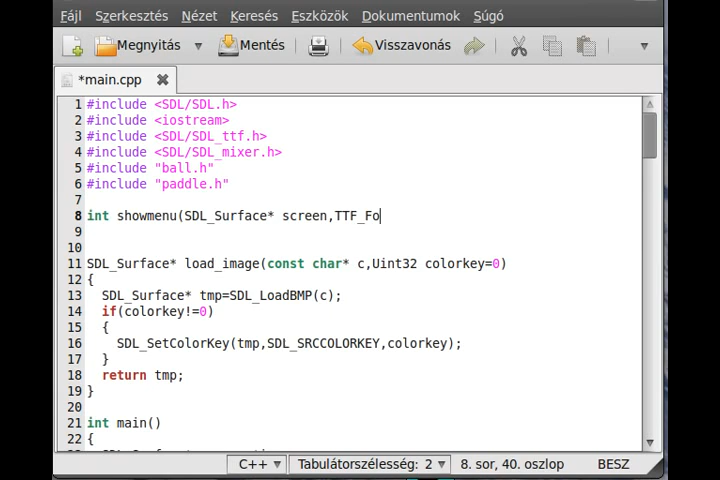 Fájl Szerkesztés Nézet Keresés Eszközök Dokumentumok Súgó
Megnyitás Mentés Visszavonás
*main.cpp
1 #include <SDL/SDL.h>
2 #include <iostream>
3 #include <SDL/SDL_ttf.h>
4 #include <SDL/SDL_mixer.h>
5 #include "ball.h"
6 #include "paddle.h"
7
8 int showmenu(SDL_Surface* screen,TTF_Fo
9
10
11 SDL_Surface* load_image(const char* c,Uint32 colorkey=0)
12 {
13   SDL_Surface* tmp=SDL_LoadBMP(c);
14   if(colorkey!=0)
15   {
16     SDL_SetColorKey(tmp,SDL_SRCCOLORKEY,colorkey);
17   }
18   return tmp;
19 }
20
21 int main()
22 {
C++ Tabulátorszélesség: 2 8. sor, 40. oszlop BESZ